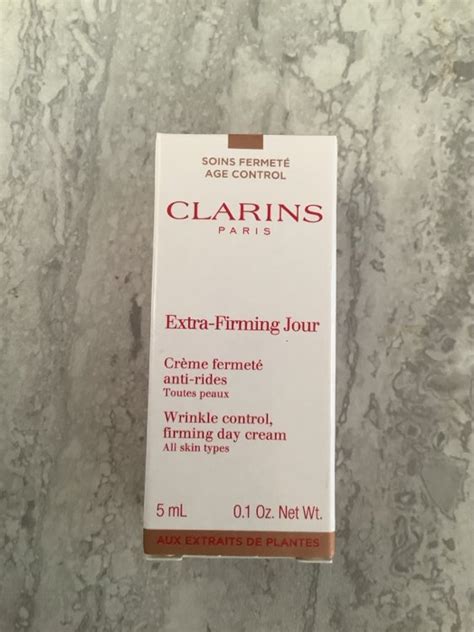 SOINS FERMETÉ
AGE CONTROL
CLARINS
PARIS
Extra-Firming Jour
Crème fermeté
anti-rides
Toutes peaux
Wrinkle control,
firming day cream
All skin types
5 mL 0.1 Oz. Net Wt.
AUX EXTRAITS DE PLANTES